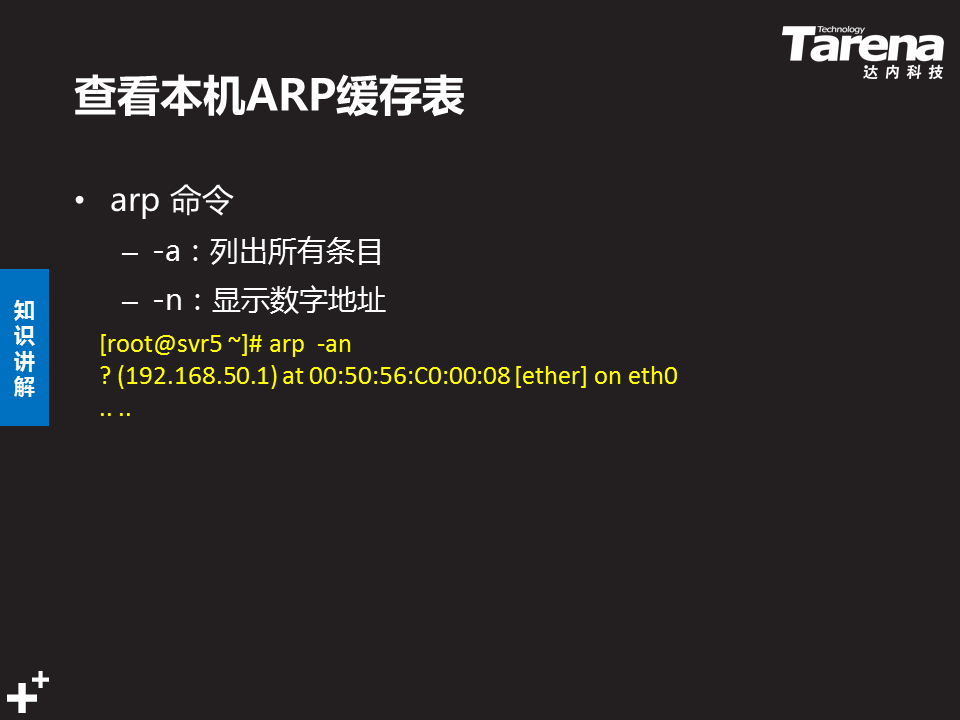 Technology
Tarena
达内科技
查看本机ARP缓存表
• arp 命令
– -a：列出所有条目
– -n：显示数字地址
知识讲解
[root@svr5 ~]# arp  -an
? (192.168.50.1) at 00:50:56:C0:00:08 [ether] on eth0
.. ..